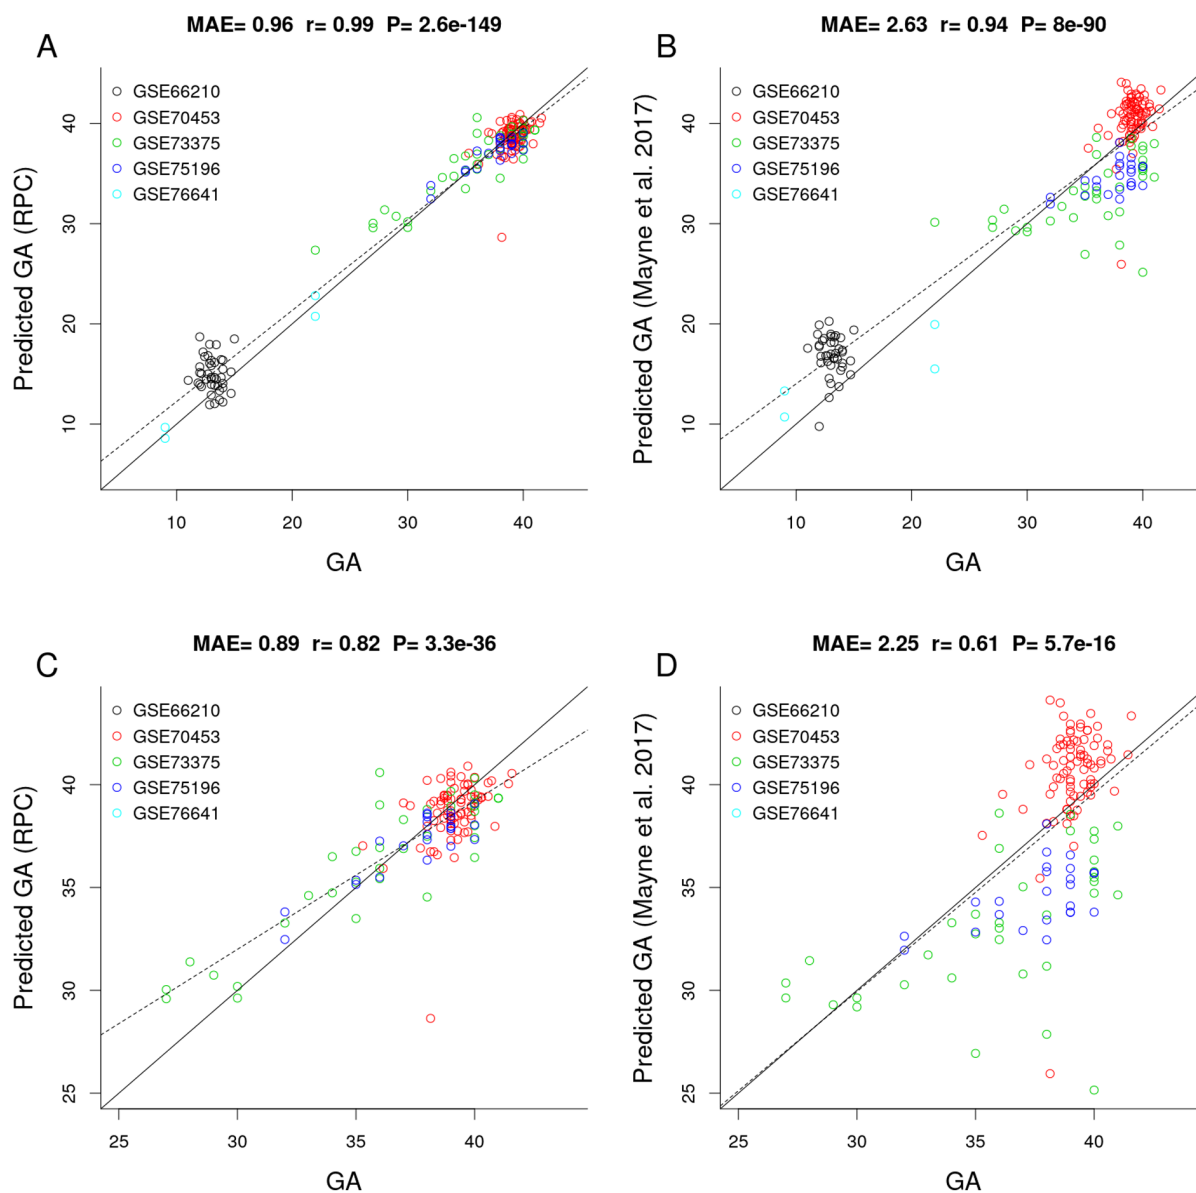 A
MAE= 0.96 r= 0.99 P= 2.6e-149
GSE66210
GSE70453
GSE73375
GSE75196
GSE76641
Predicted GA (RPC)
40
30
20
10
10 20 30 40
GA
B
MAE= 2.63 r= 0.94 P= 8e-90
GSE66210
GSE70453
GSE73375
GSE75196
GSE76641
Predicted GA (Mayne et al. 2017)
40
30
20
10
10 20 30 40
GA
C
MAE= 0.89 r= 0.82 P= 3.3e-36
GSE66210
GSE70453
GSE73375
GSE75196
GSE76641
Predicted GA (RPC)
40
35
30
25
25 30 35 40
GA
D
MAE= 2.25 r= 0.61 P= 5.7e-16
GSE66210
GSE70453
GSE73375
GSE75196
GSE76641
Predicted GA (Mayne et al. 2017)
40
35
30
25
25 30 35 40
GA